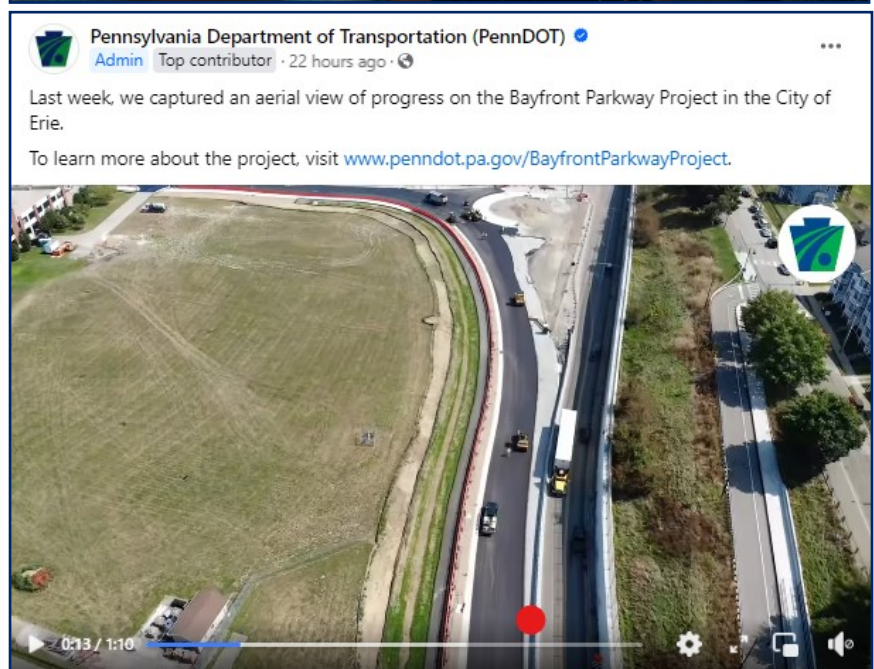 Pennsylvania Department of Transportation (PennDOT)
Admin Top contributor · 22 hours ago ·
Last week, we captured an aerial view of progress on the Bayfront Parkway Project in the City of
Erie.
To learn more about the project, visit www.penndot.pa.gov/BayfrontParkwayProject.
0:13 / 1:10